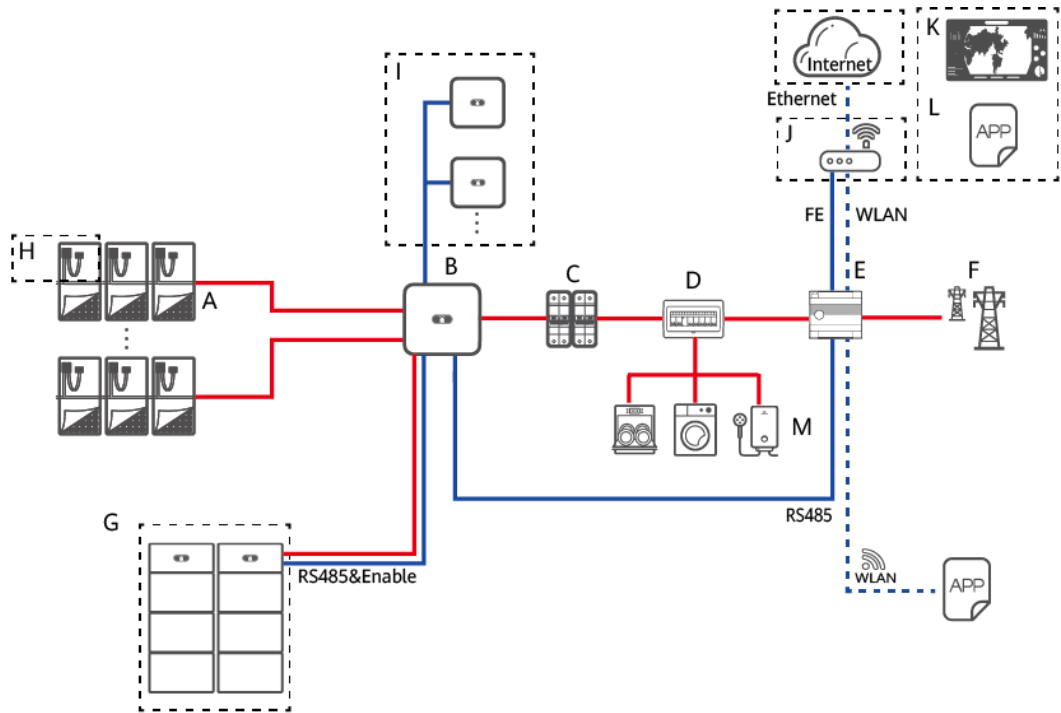 K
Internet
Ethernet
I
J
L
APP
FE
WLAN
H
A
B
C
D
E
F
M
RS485
G
RS485&Enable
WLAN
APP